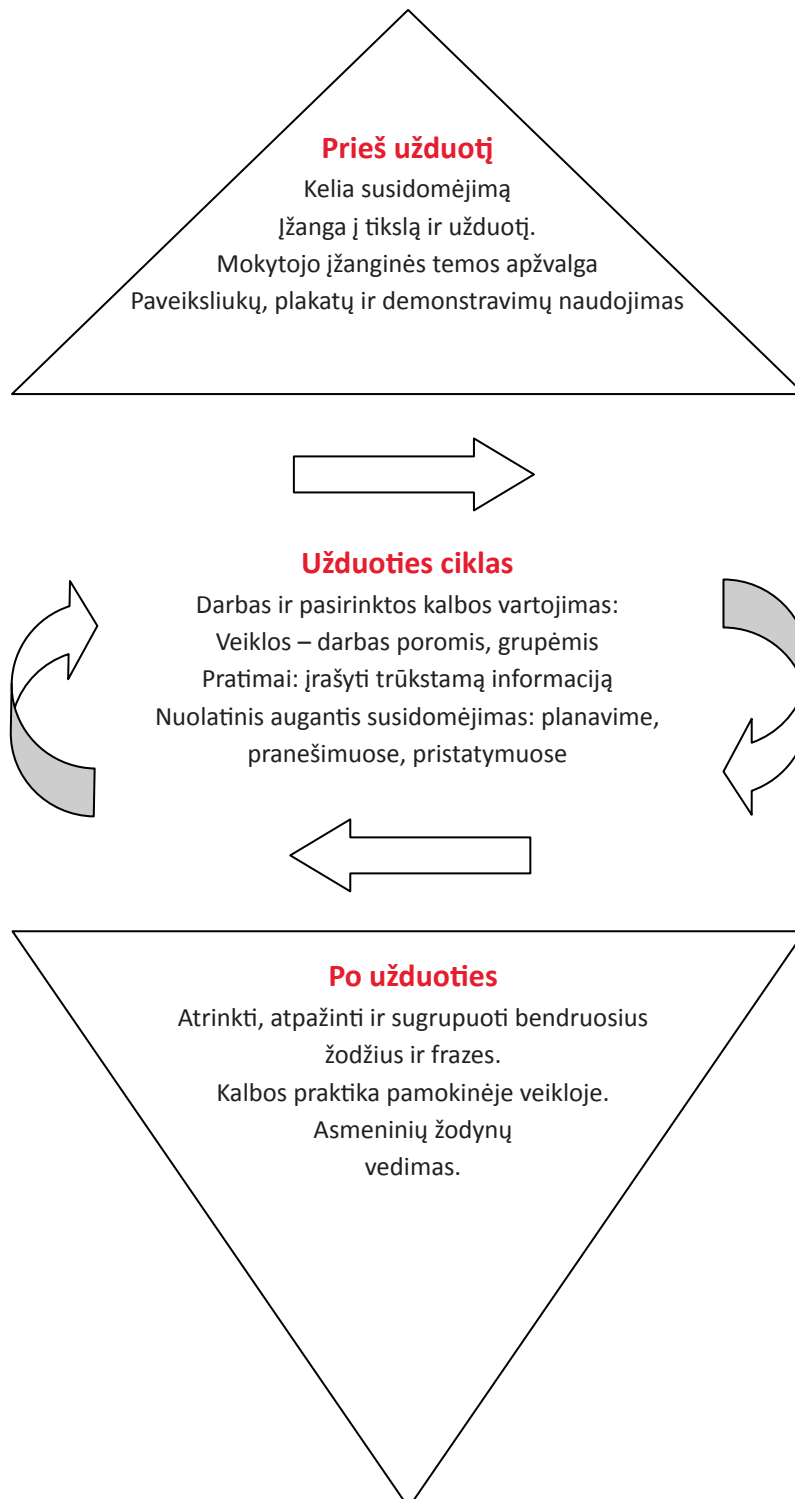 Prieš užduotį
Kelia susidomėjimą
Įžanga į tikslą ir užduotį.
Mokytojo įžanginės temos apžvalga
Paveiksliukų, plakatų ir demonstravimų naudojimas
Užduoties ciklas
Darbas ir pasirinktos kalbos vartojimas:
Veiklos – darbas poromis, grupėmis
Pratimai: įrašyti trūkstamą informaciją
Nuolatinis augantis susidomėjimas: planavime,
pranešimuose, pristatymuose
Po užduoties
Atrinkti, atpažinti ir sugrupuoti bendruosius
žodžius ir frazes.
Kalbos praktika pamokinėje veikloje.
Asmeninių žodynų
vedimas.